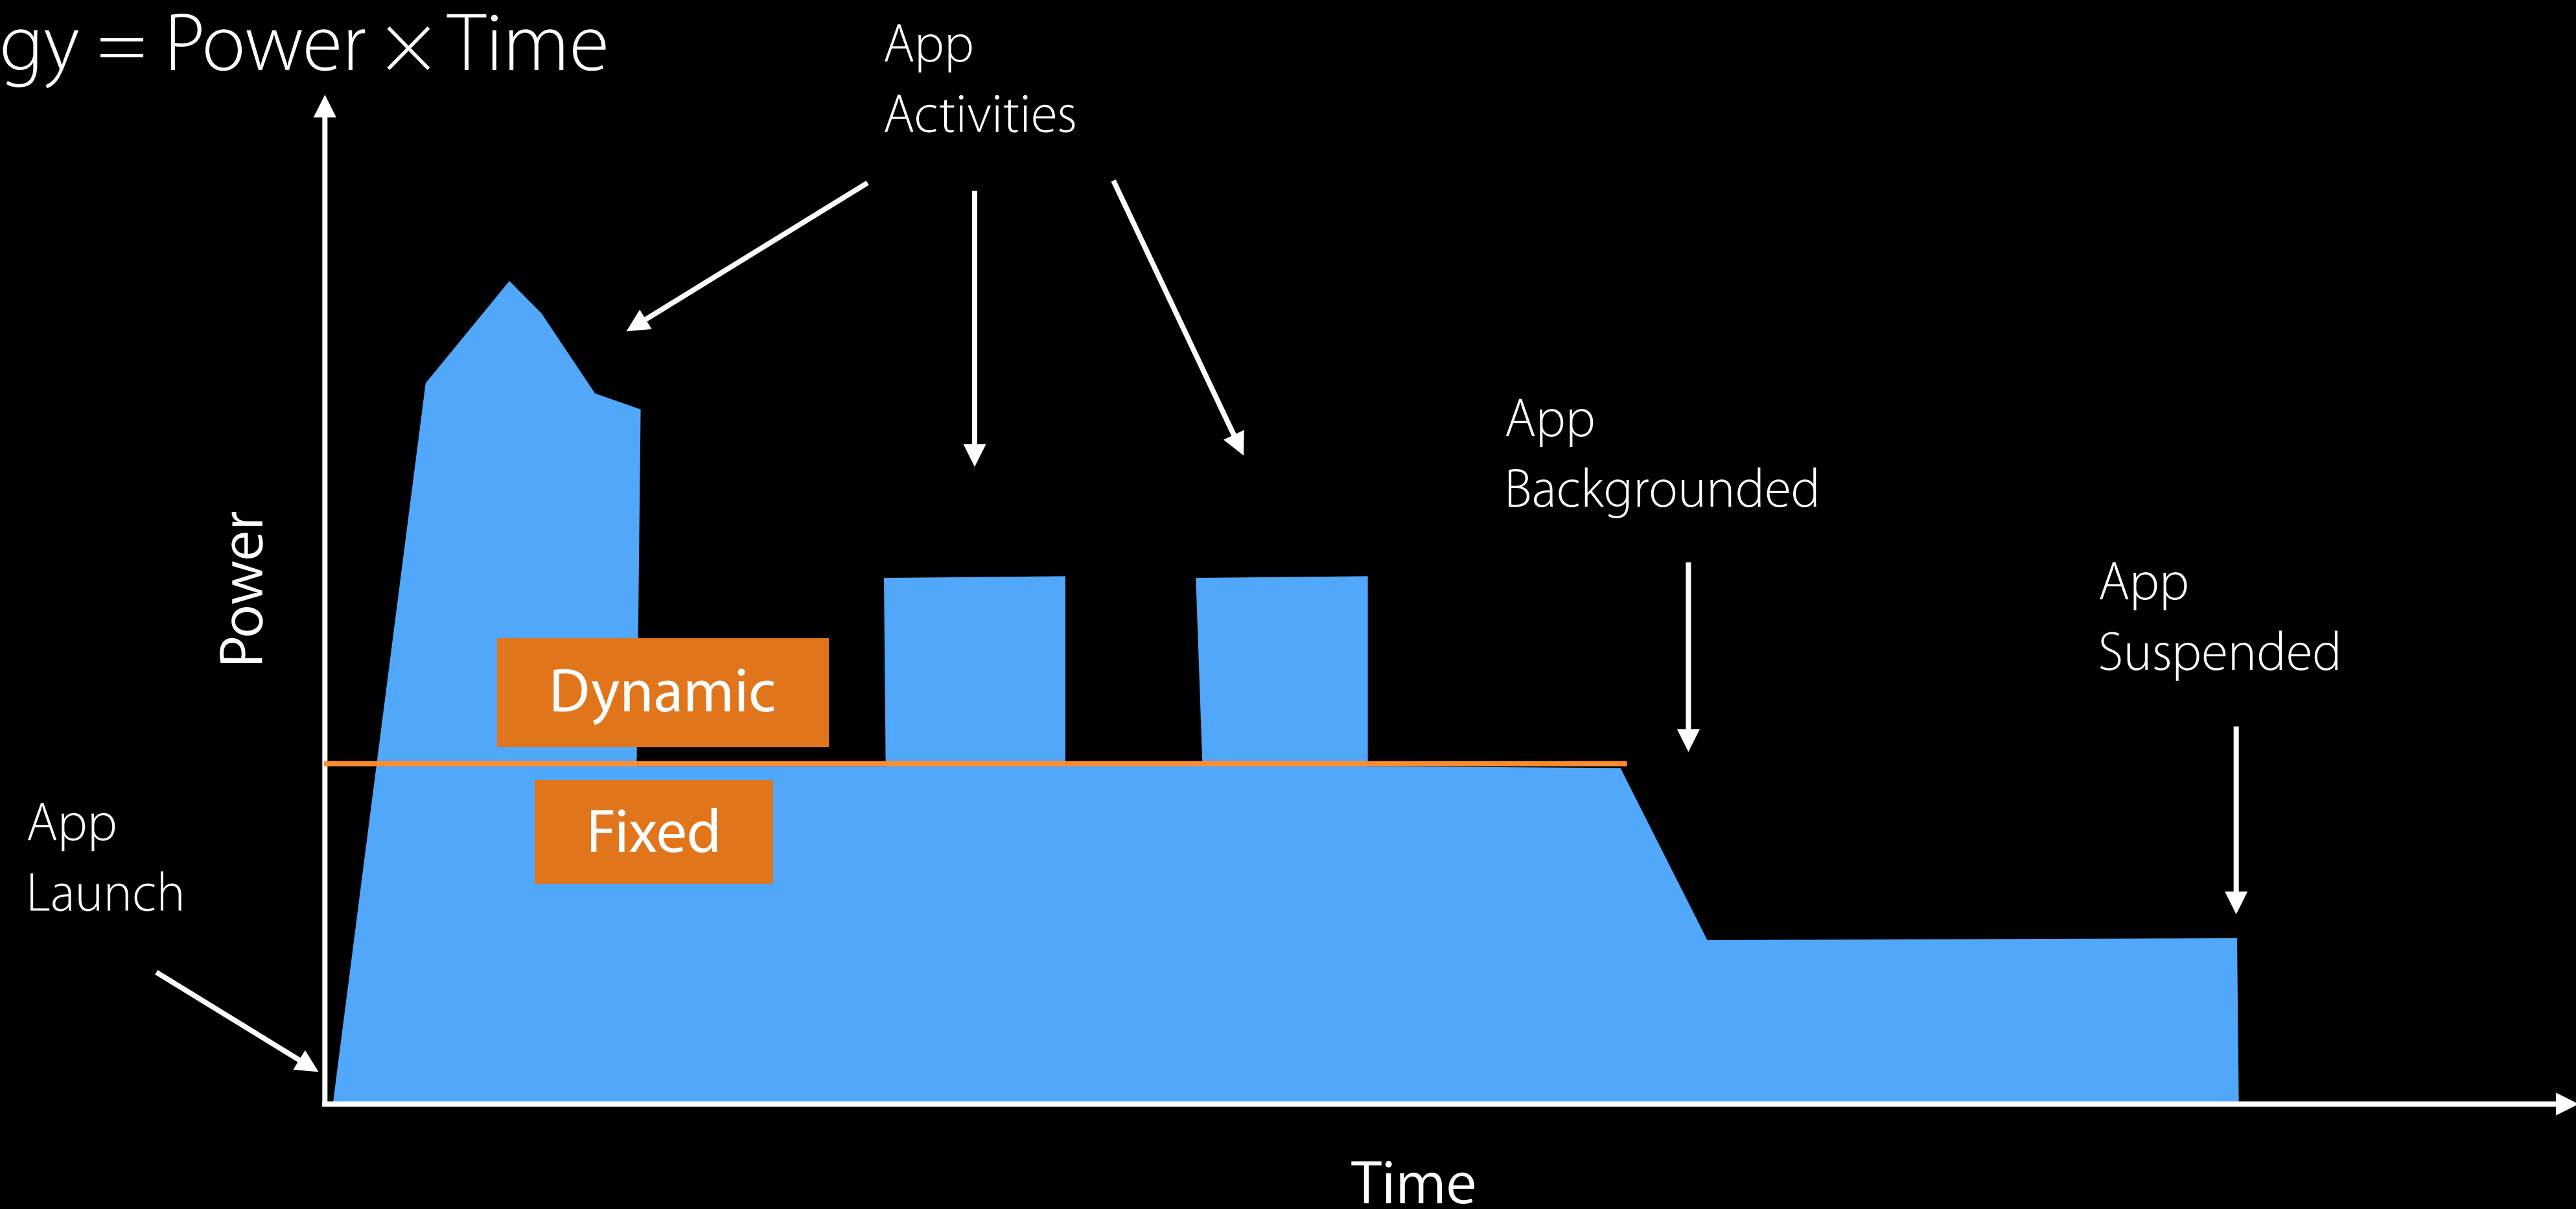 gy = Power × Time
App
Activities
App
Backgrounded
App
Suspended
Power
Dynamic
Fixed
App
Launch
Time